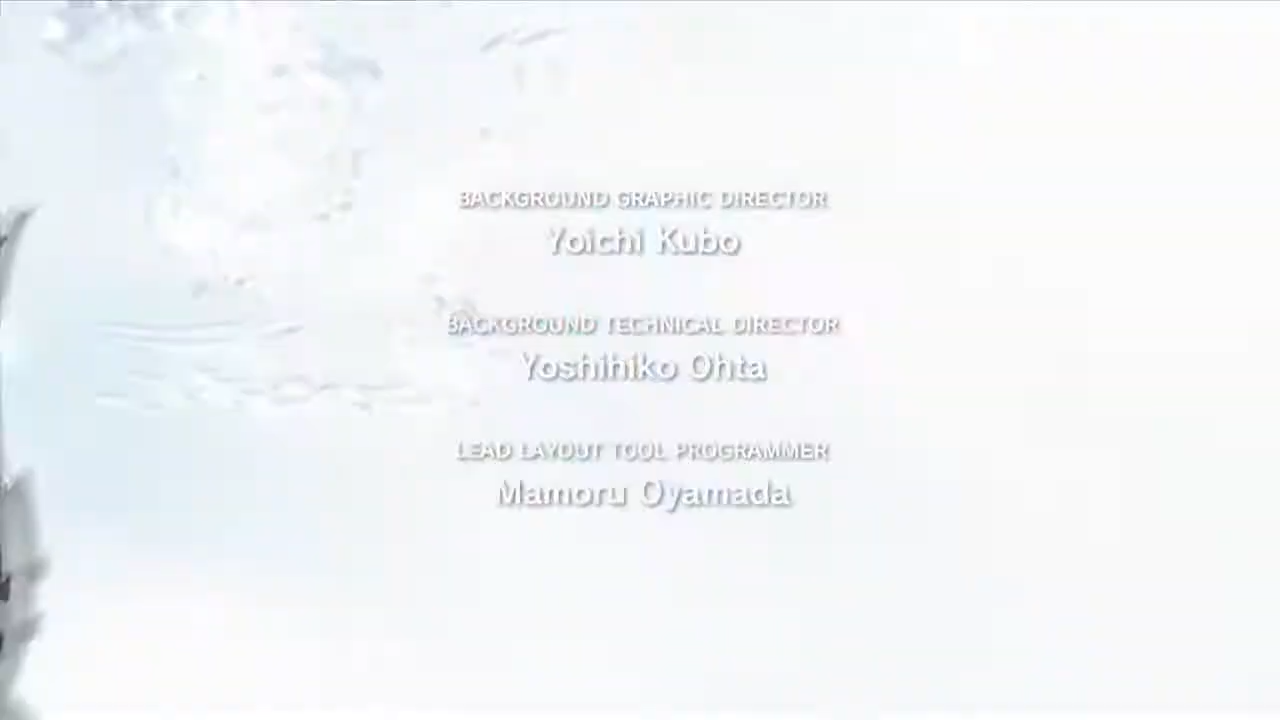 BACKGROUND GRAPHIC DIRECTOR
Yoichi Kubo
BACKGROUND TECHNICAL DIRECTOR
Yoshihiko Ohta
LEAD LAYOUT TOOL PROGRAMMER
Mamoru Oyamada